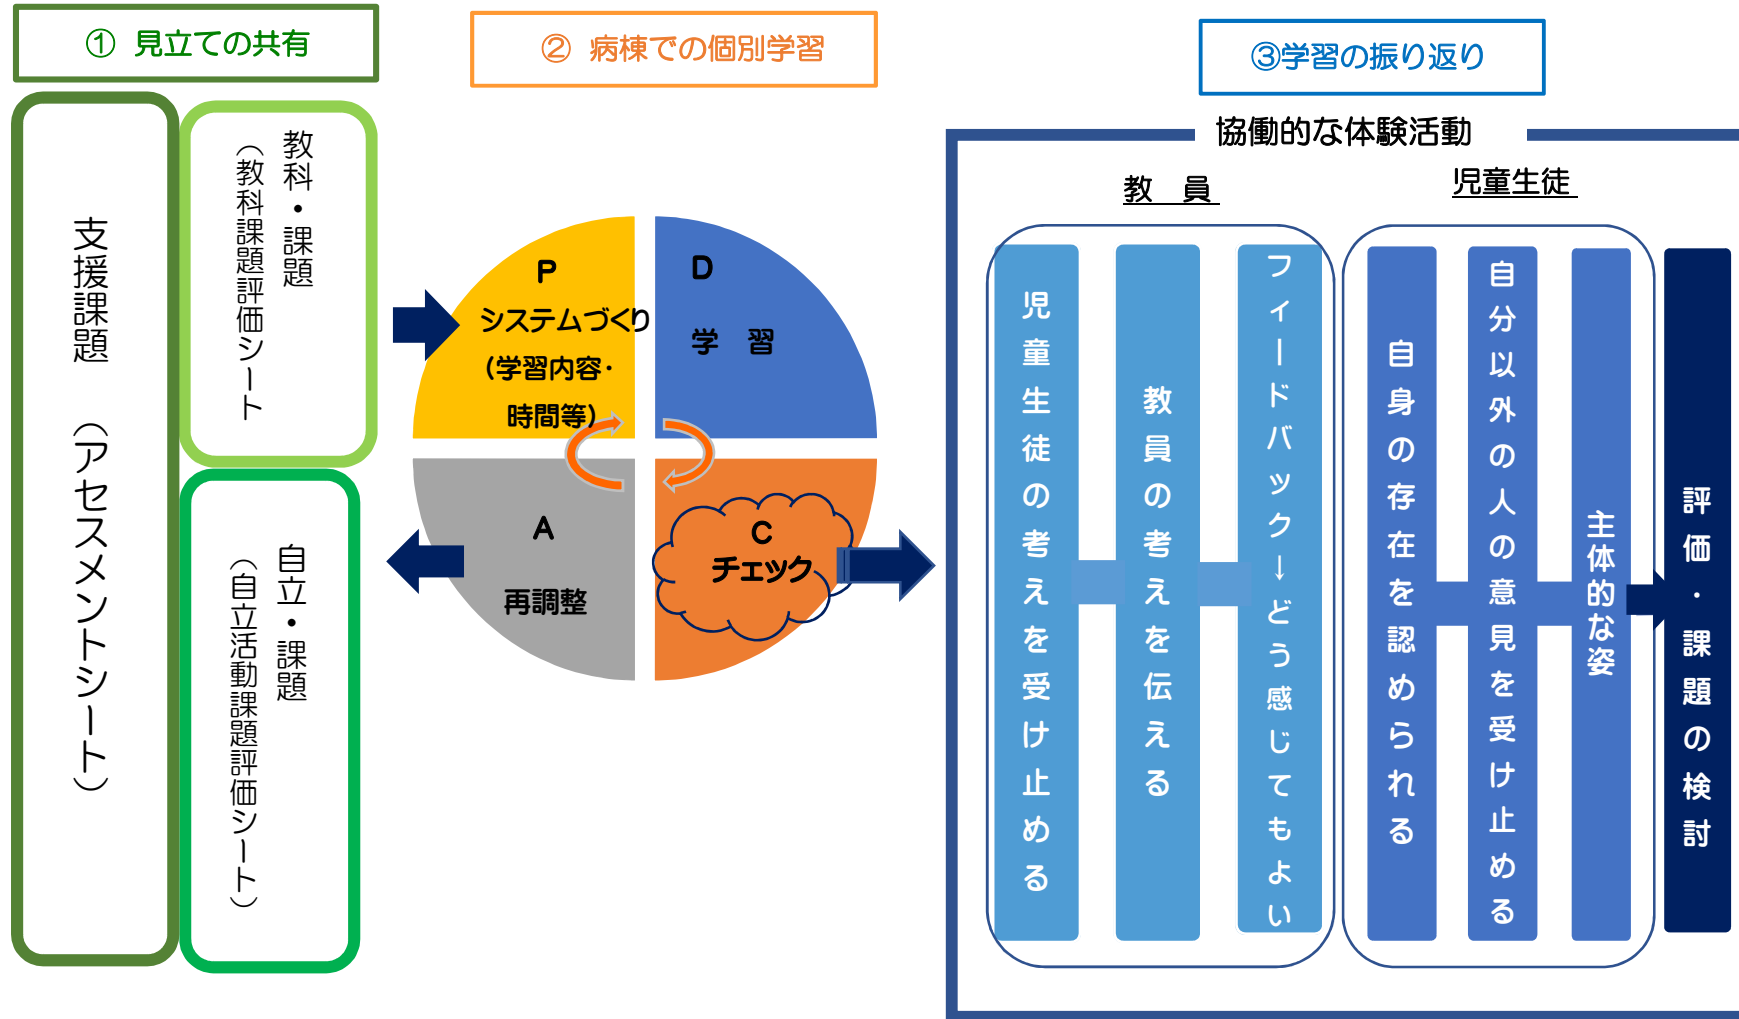 ① 見立ての共有
支援課題 （アセスメントシート）
教科・課題
（教科課題評価シート
自立・課題
（自立活動課題評価シート）
② 病棟での個別学習
P
システムづくり
(学習内容・
時間等)
D
学 習
A
再調整
C
チェック
③学習の振り返り
協働的な体験活動
教 員
児童生徒の考えを受け止める
教員の考えを伝える
フィードバック→どう感じてもよい
児童生徒
自身の存在を認められる
自分以外の人の意見を受け止める
主体的な姿
評価・課題の検討